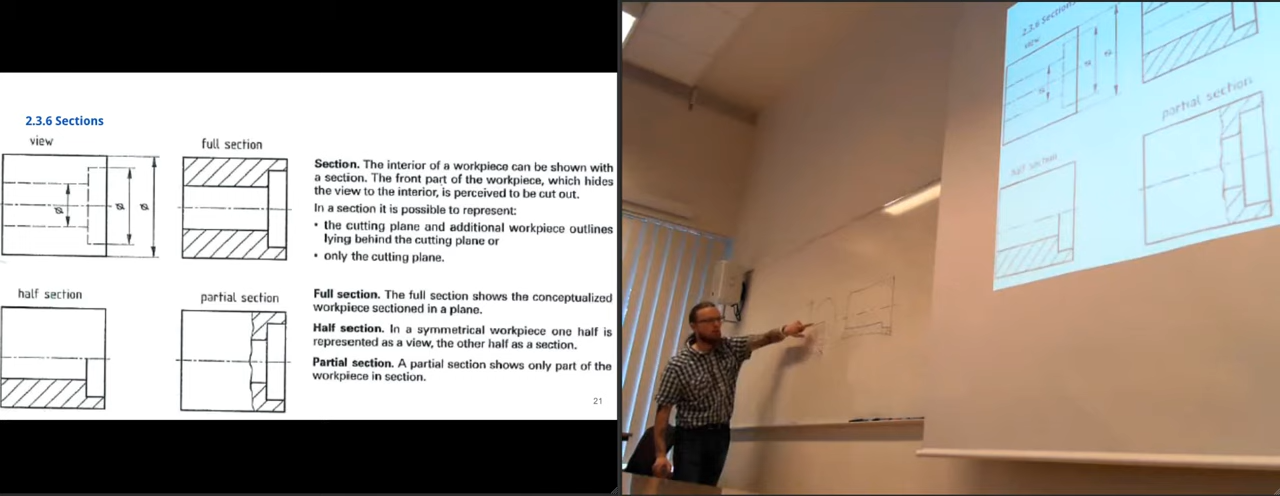 2.3.6 Sections
view
full section
Section. The interior of a workpiece can be shown with
a section. The front part of the workpiece, which hides
the view to the interior, is perceived to be cut out.
In a section it is possible to represent:
• the cutting plane and additional workpiece outlines
lying behind the cutting plane or
• only the cutting plane.
half section
partial section
Full section. The full section shows the conceptualized
workpiece sectioned in a plane.
Half section. In a symmetrical workpiece one half is
represented as a view, the other half as a section.
Partial section. A partial section shows only part of the
workpiece in section.
21
2.3.6 Sections
view
partial section
half section